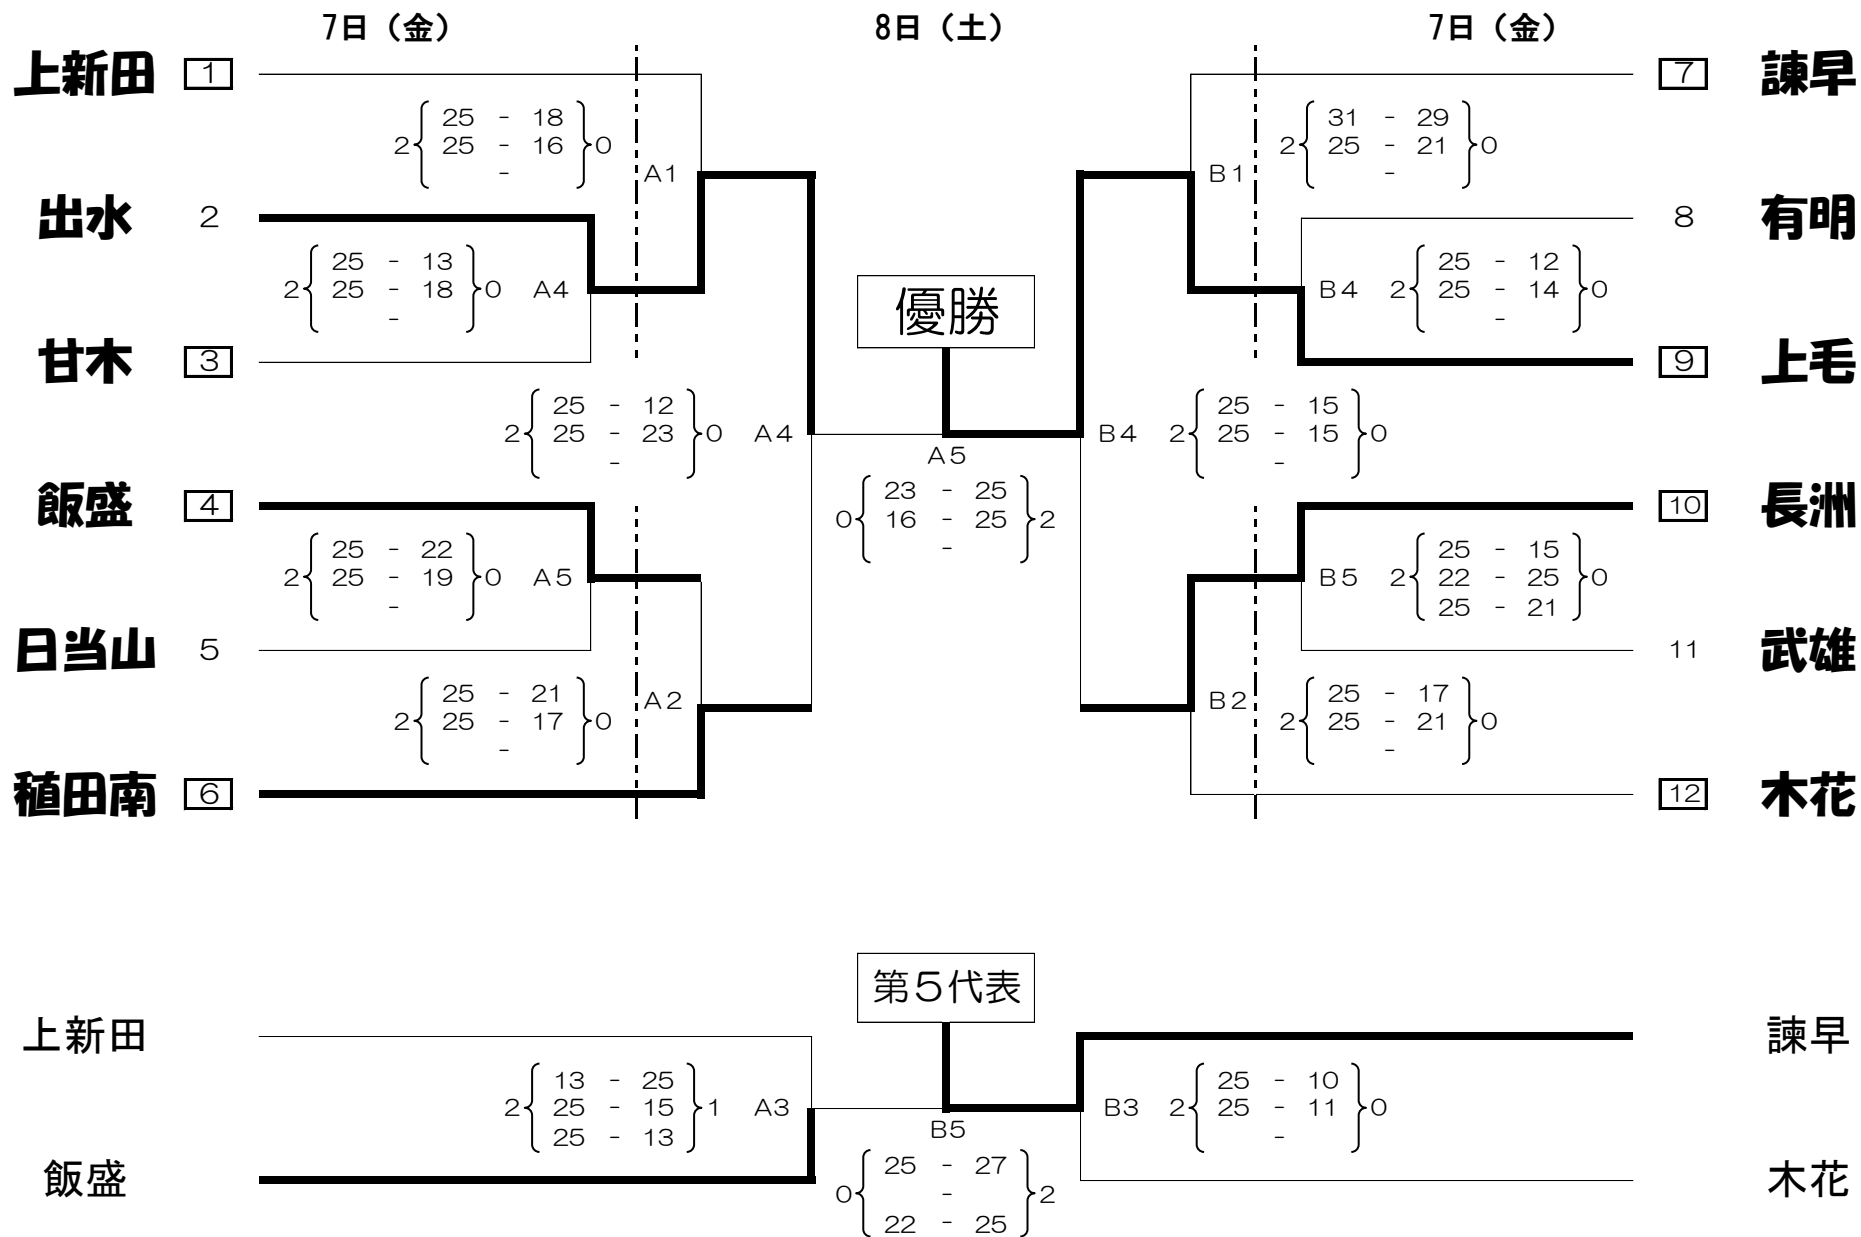 7日（金） 8日（土） 7日（金）
上新田 1 7 諫早
2 25 - 18 0
25 - 16
-
A1
2 31 - 29 0
25 - 21
-
B1
出水 2 8 有明
2 25 - 13 0
25 - 18
-
A4
B4
2 25 - 12 0
25 - 14
-
優勝
甘木 3 9 上毛
2 25 - 12 0
25 - 23
-
A4
A5
B4
2 25 - 15 0
25 - 15
-
飯盛 4 10 長洲
0 23 - 25 2
16 - 25
-
2 25 - 22 0
25 - 19
-
A5
B5
2 25 - 15 0
22 - 25
25 - 21
日当山 5 11 武雄
2 25 - 21 0
25 - 17
-
A2
B2
2 25 - 17 0
25 - 21
-
稙田南 6 12 木花
第５代表
上新田 諫早
2 13 - 25 1
25 - 15
25 - 13
A3
B5
B3
2 25 - 10 0
25 - 11
-
飯盛 木花
0 25 - 27 2
-
22 - 25